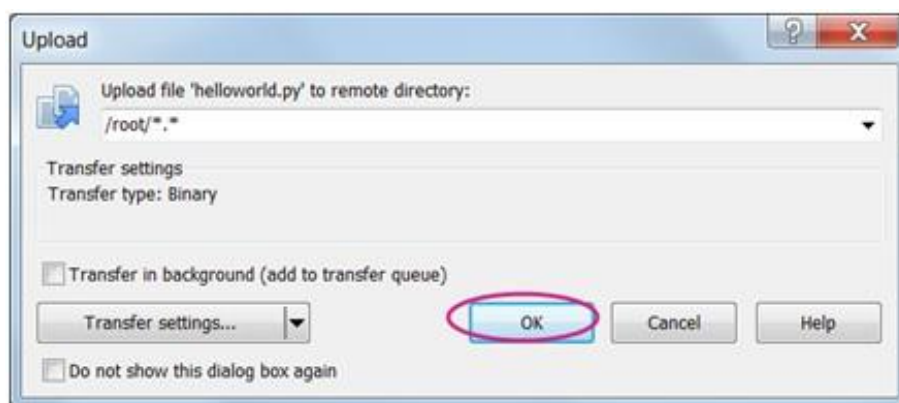 Upload
Upload file 'helloworld.py' to remote directory:
/root/*.*
Transfer settings
Transfer type: Binary
Transfer in background (add to transfer queue)
Transfer settings...
OK
Cancel
Help
Do not show this dialog box again